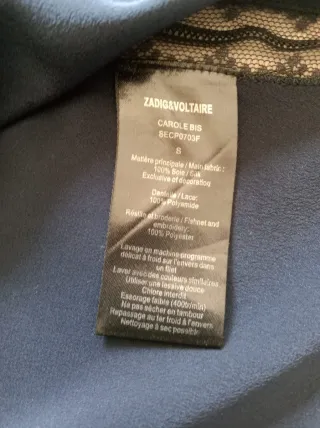 ZADIG&VOLTAIRE
CAROLE BIS
SECP0703F
S
Matière principale / Main fabric :
100% Soie / Silk
Exclusive of decoration
Dentelle / Lace:
100% Polyamide
Résille et broderie / Fishnet and
embroidery:
100% Polyester
Lavage en machine programme
délicat à froid sur l'envers dans
un filet
Laver avec des couleurs similaires
Utiliser une lessive douce
Chlore interdit
Essorage faible (400tr/min)
Ne pas sécher en tambour
Repassage au fer froid à l'envers
Nettoyage à sec possible